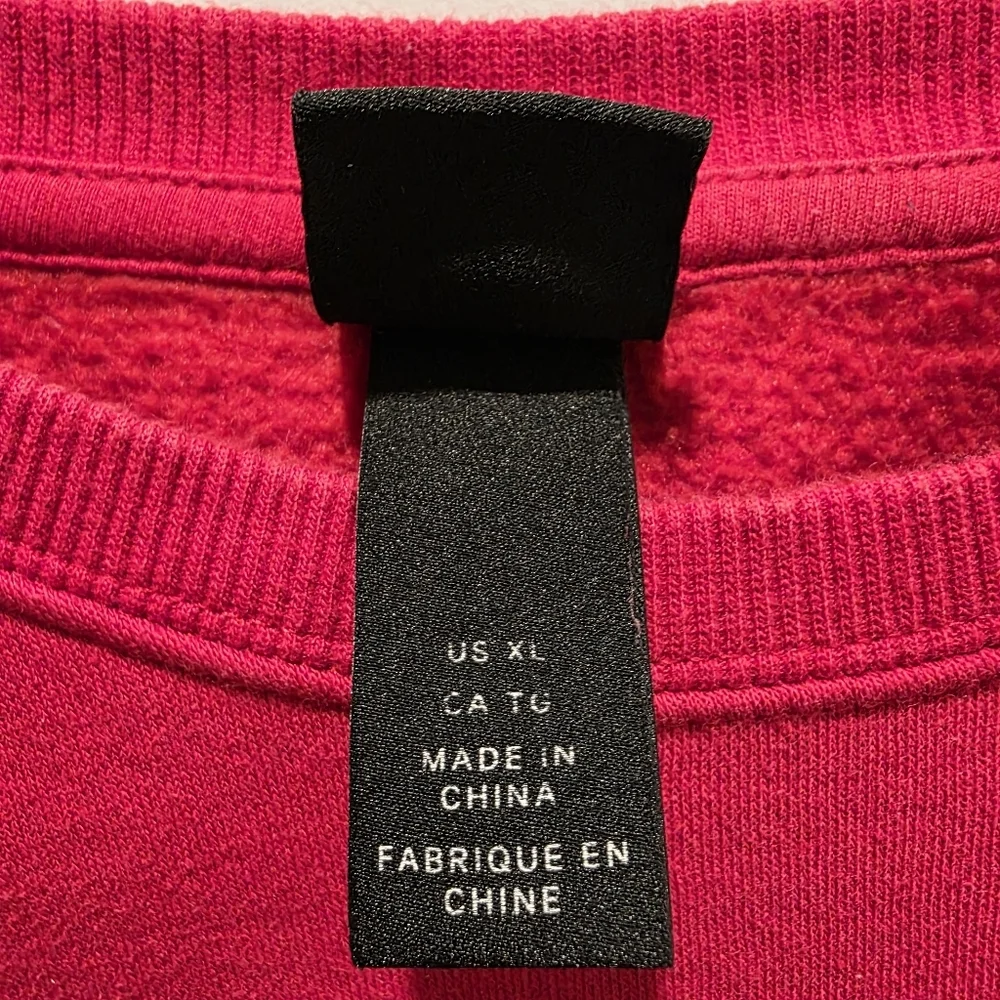 US XL
CA TG
MADE IN
CHINA
FABRIQUE EN
CHINE